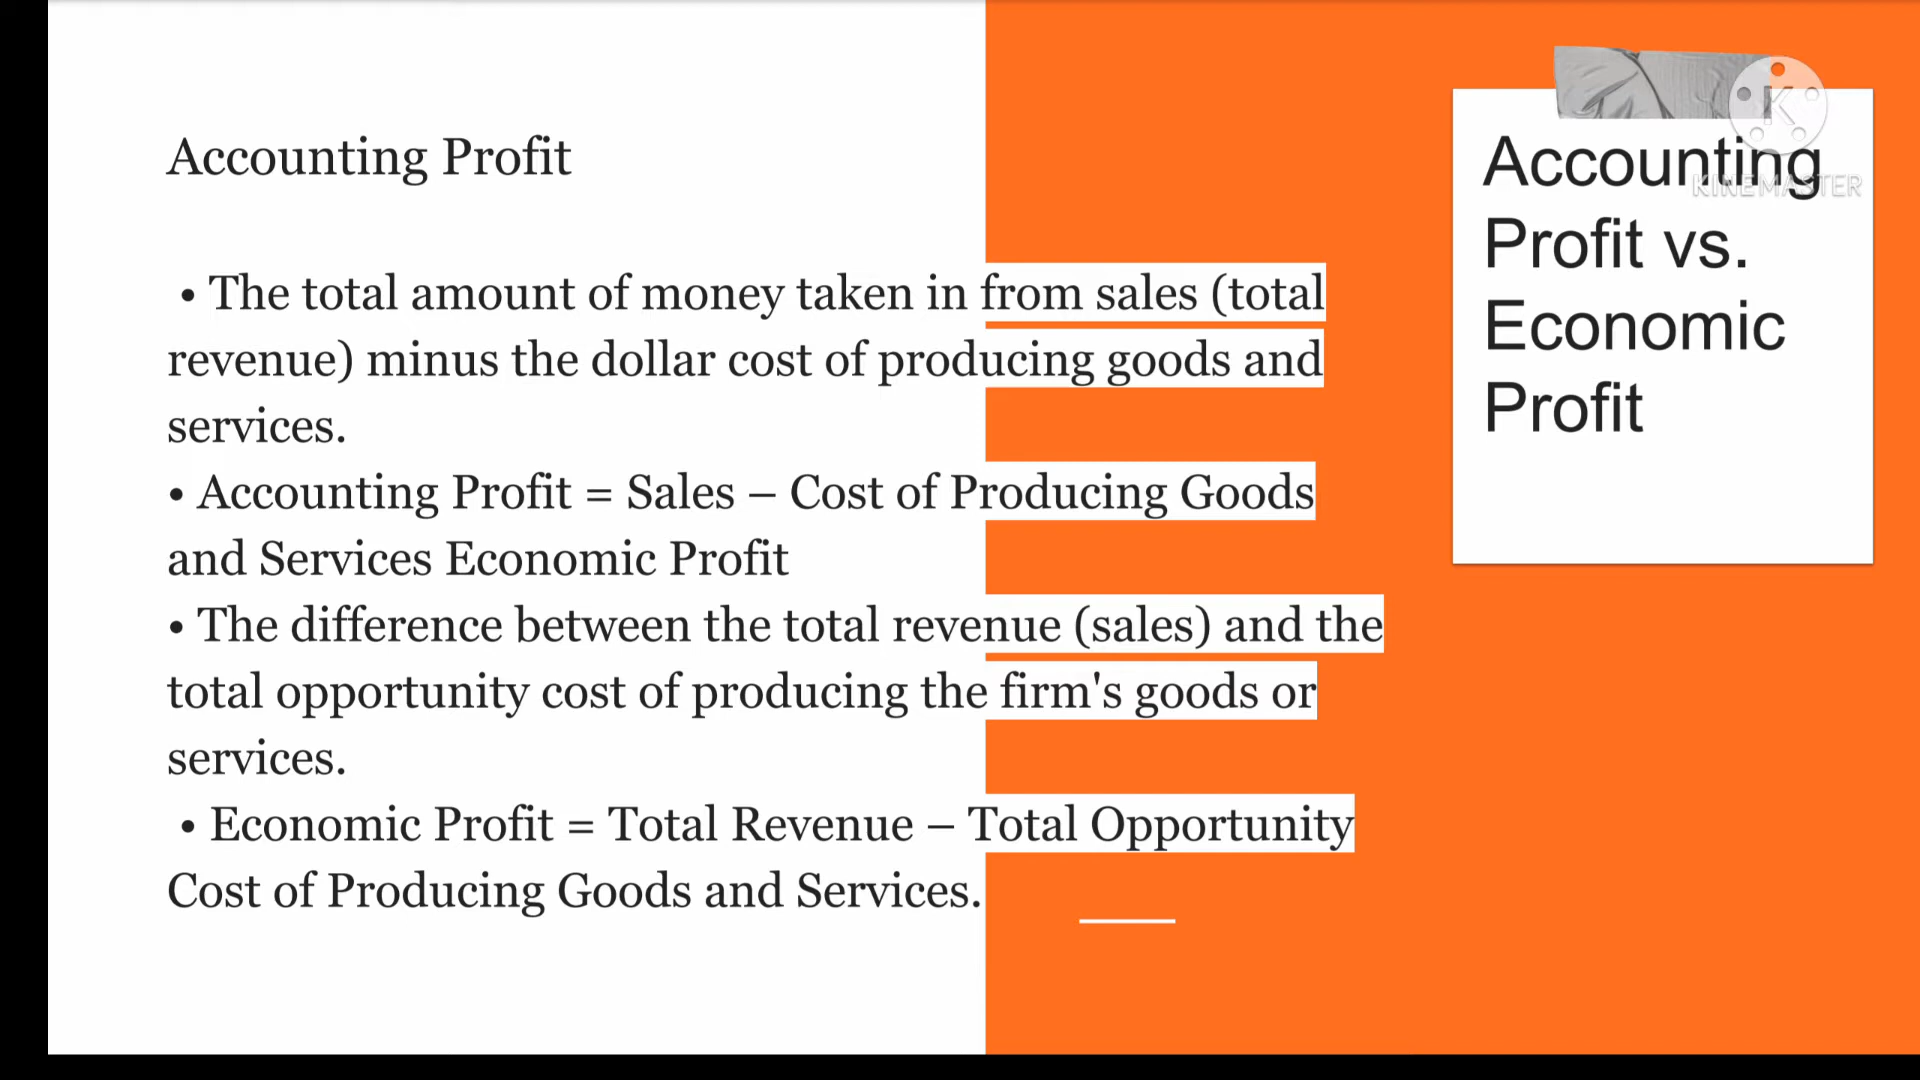 Accounting Profit
• The total amount of money taken in from sales (total
revenue) minus the dollar cost of producing goods and
services.
• Accounting Profit = Sales – Cost of Producing Goods
and Services Economic Profit
• The difference between the total revenue (sales) and the
total opportunity cost of producing the firm's goods or
services.
• Economic Profit = Total Revenue – Total Opportunity
Cost of Producing Goods and Services.
Accounting
Profit vs.
Economic
Profit
K
KINEMASTER